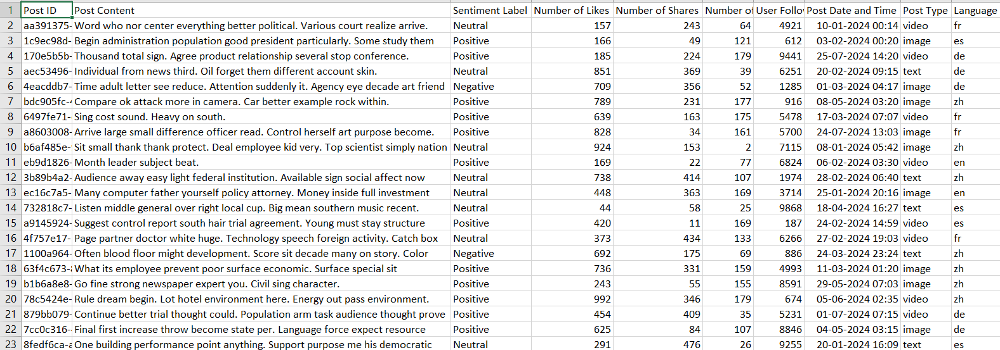 1 Post ID Post Content Sentiment Label Number of Likes Number of Shares Number of User Follo Post Date and Time Post Type Language
2 aa391375- Word who nor center everything better political. Various court realize arrive. Neutral 157 243 64 4921 10-01-2024 00:14 video fr
3 1c9ec98d- Begin administration population good president particularly. Some study them Positive 166 49 121 612 03-02-2024 00:20 image es
4 170e5b5b- Thousand total sign. Agree product relationship several stop conference. Positive 185 224 179 9441 25-07-2024 14:20 video de
5 aec53496- Individual from news third. Oil forget them different account skin. Neutral 851 369 39 6251 20-02-2024 09:15 text de
6 4eacddb7- Time adult letter see reduce. Attention suddenly it. Agency eye decade art friend Negative 709 356 52 1285 01-03-2024 04:17 image de
7 bdc905fc- Compare ok attack more in camera. Car better example rock within. Positive 789 231 177 916 08-05-2024 03:20 image zh
8 6497fe71- Sing cost sound. Heavy on south. Positive 639 163 175 5478 17-03-2024 07:07 video fr
9 a8603008- Arrive large small difference officer read. Control herself art purpose become. Positive 828 34 161 5700 24-07-2024 13:03 image fr
10 b6af485e- Sit small thank thank protect. Deal employee kid very. Top scientist simply nation Neutral 924 153 2 7115 08-01-2024 05:42 image zh
11 eb9d1826- Month leader subject beat. Positive 169 22 77 6824 06-02-2024 03:30 video en
12 3b89b4a2- Audience away easy light federal institution. Available sign social affect now Neutral 738 414 107 1974 28-02-2024 06:40 text zh
13 ec16c7a5- Many computer father yourself policy attorney. Money inside full investment Neutral 448 363 169 3714 25-01-2024 20:16 image en
14 732818c7- Listen middle general over right local cup. Big mean southern music recent. Neutral 44 58 25 9868 18-04-2024 16:27 text es
15 a9145924- Suggest control report south hair trial agreement. Young must stay structure Positive 420 11 169 187 24-02-2024 14:59 video es
16 4f757e17- Page partner doctor white huge. Technology speech foreign activity. Catch box Neutral 373 434 133 6266 27-02-2024 19:03 video fr
17 1100a964- Often blood floor might development. Score sit decade many on story. Color Negative 692 175 69 886 24-03-2024 23:24 text zh
18 63f4c673- What its employee prevent poor surface economic. Surface special sit Positive 736 331 159 4993 11-03-2024 01:20 image zh
19 b1b6a8e8- Go fine strong newspaper expert you. Civil sing character. Positive 243 55 155 8591 29-05-2024 07:03 image zh
20 78c5424e- Rule dream begin. Lot hotel environment here. Energy out pass environment. Positive 992 346 179 674 05-06-2024 02:35 video zh
21 879bb079- Continue better trial thought could. Population arm task audience thought prove Positive 454 409 35 5231 01-07-2024 07:15 video de
22 7cc0c316- Final first increase throw become state per. Language force expect resource Positive 625 84 107 8846 04-05-2024 03:15 image de
23 8fedf6ca- One building performance point anything. Support purpose me his democratic Neutral 291 476 26 9255 20-01-2024 16:09 text es